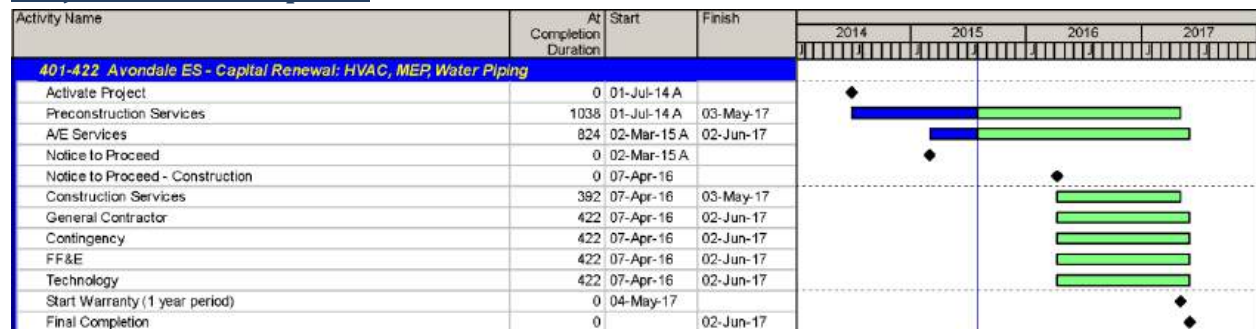 Activity Name At Completion Duration Start Finish
2014 2015 2016 2017
J J J J J J J
401-422 Avondale ES - Capital Renewal: HVAC, MEP, Water Piping
Activate Project 0 01-Jul-14 A
Preconstruction Services 1038 01-Jul-14 A 03-May-17
A/E Services 824 02-Mar-15 A 02-Jun-17
Notice to Proceed 0 02-Mar-15 A
Notice to Proceed - Construction 0 07-Apr-16
Construction Services 392 07-Apr-16 03-May-17
General Contractor 422 07-Apr-16 02-Jun-17
Contingency 422 07-Apr-16 02-Jun-17
FF&E 422 07-Apr-16 02-Jun-17
Technology 422 07-Apr-16 02-Jun-17
Start Warranty (1 year period) 0 04-May-17
Final Completion 0 02-Jun-17